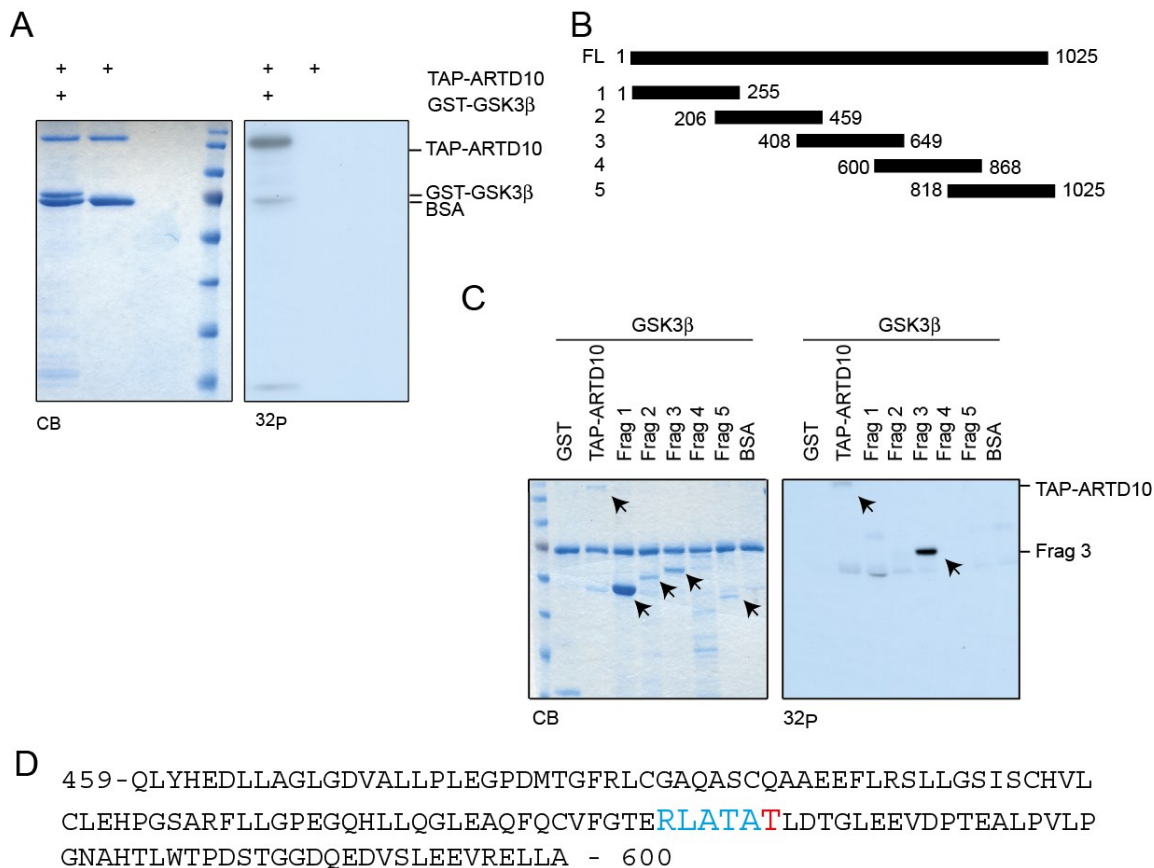 A
+ + + +
TAP-ARTD10
+ +
GST-GSK3β
TAP-ARTD10
GST-GSK3β
BSA
CB
32P
B
FL 1 1025
1 1 255
2 206 459
3 408 649
4 600 868
5 818 1025
C
GSK3β GSK3β
GST TAP-ARTD10 Frag 1 Frag 2 Frag 3 Frag 4 Frag 5 BSA
GST TAP-ARTD10 Frag 1 Frag 2 Frag 3 Frag 4 Frag 5 BSA
TAP-ARTD10
Frag 3
CB
32P
D
459-QLYHEDLLAGLGDVALLPLEGPDMTGFRLCGAQASCQAAEEFLRSLLGSISCHVL
CLEHPGSARFLLGPEGQHLLQGLEAQFQCVFGTERLATATLDTGLEEVDPTEALPVLP
GNAHTLWTPDSTGGDQEDVSLEEVRELLA - 600